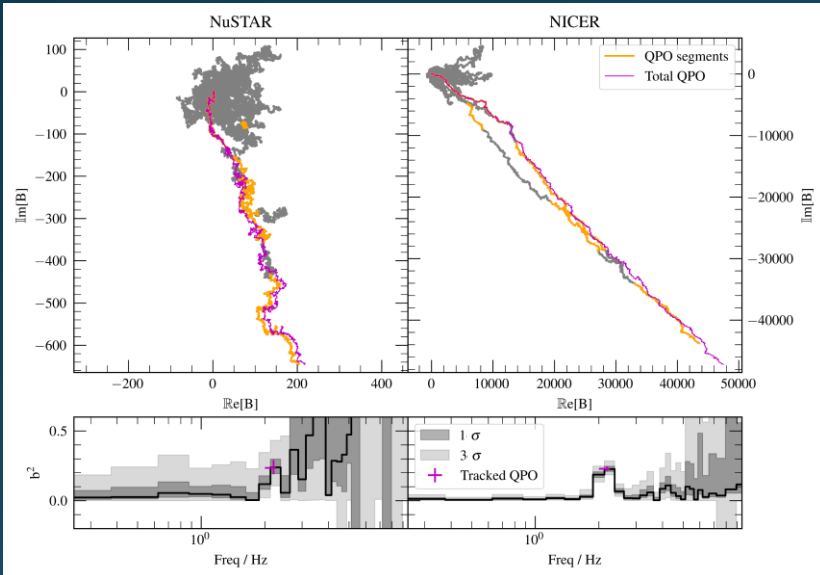 NuSTAR
NICER
100
0
−100
−200
−300
−400
−500
−600
𝕀m[B]
−200
0
200
400
ℝe[B]
QPO segments
Total QPO
0
−10000
−20000
−30000
−40000
𝕀m[B]
0
10000
20000
30000
40000
50000
ℝe[B]
0.5
0.0
b²
10⁰
Freq / Hz
1 σ
3 σ
Tracked QPO
10⁰
Freq / Hz